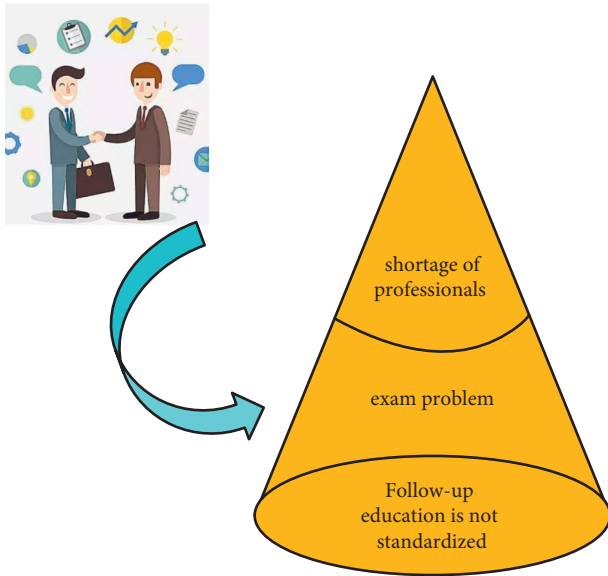 shortage of
professionals
exam problem
Follow-up
education is not
standardized